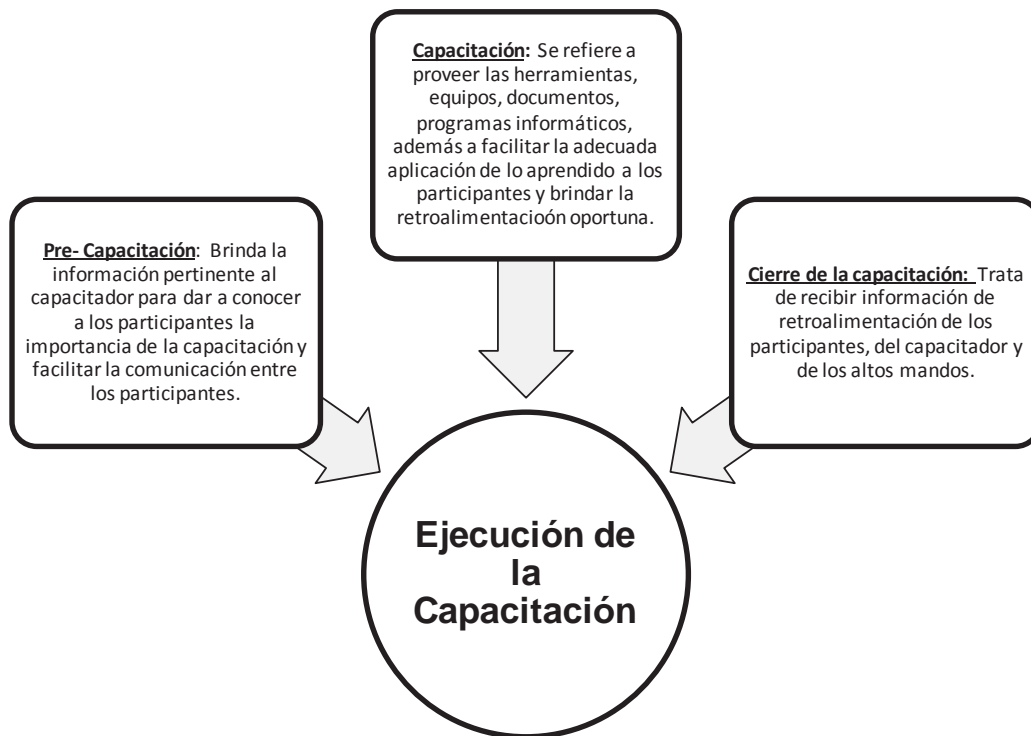 Capacitación: Se refiere a
proveer las herramientas,
equipos, documentos,
programas informáticos,
además a facilitar la adecuada
aplicación de lo aprendido a los
participantes y brindar la
retroalimentacioón oportuna.
Pre- Capacitación: Brinda la
información pertinente al
capacitador para dar a conocer
a los participantes la
importancia de la capacitación y
facilitar la comunicación entre
los participantes.
Cierre de la capacitación: Trata
de recibir información de
retroalimentación de los
participantes, del capacitador y
de los altos mandos.
Ejecución de
la
Capacitación